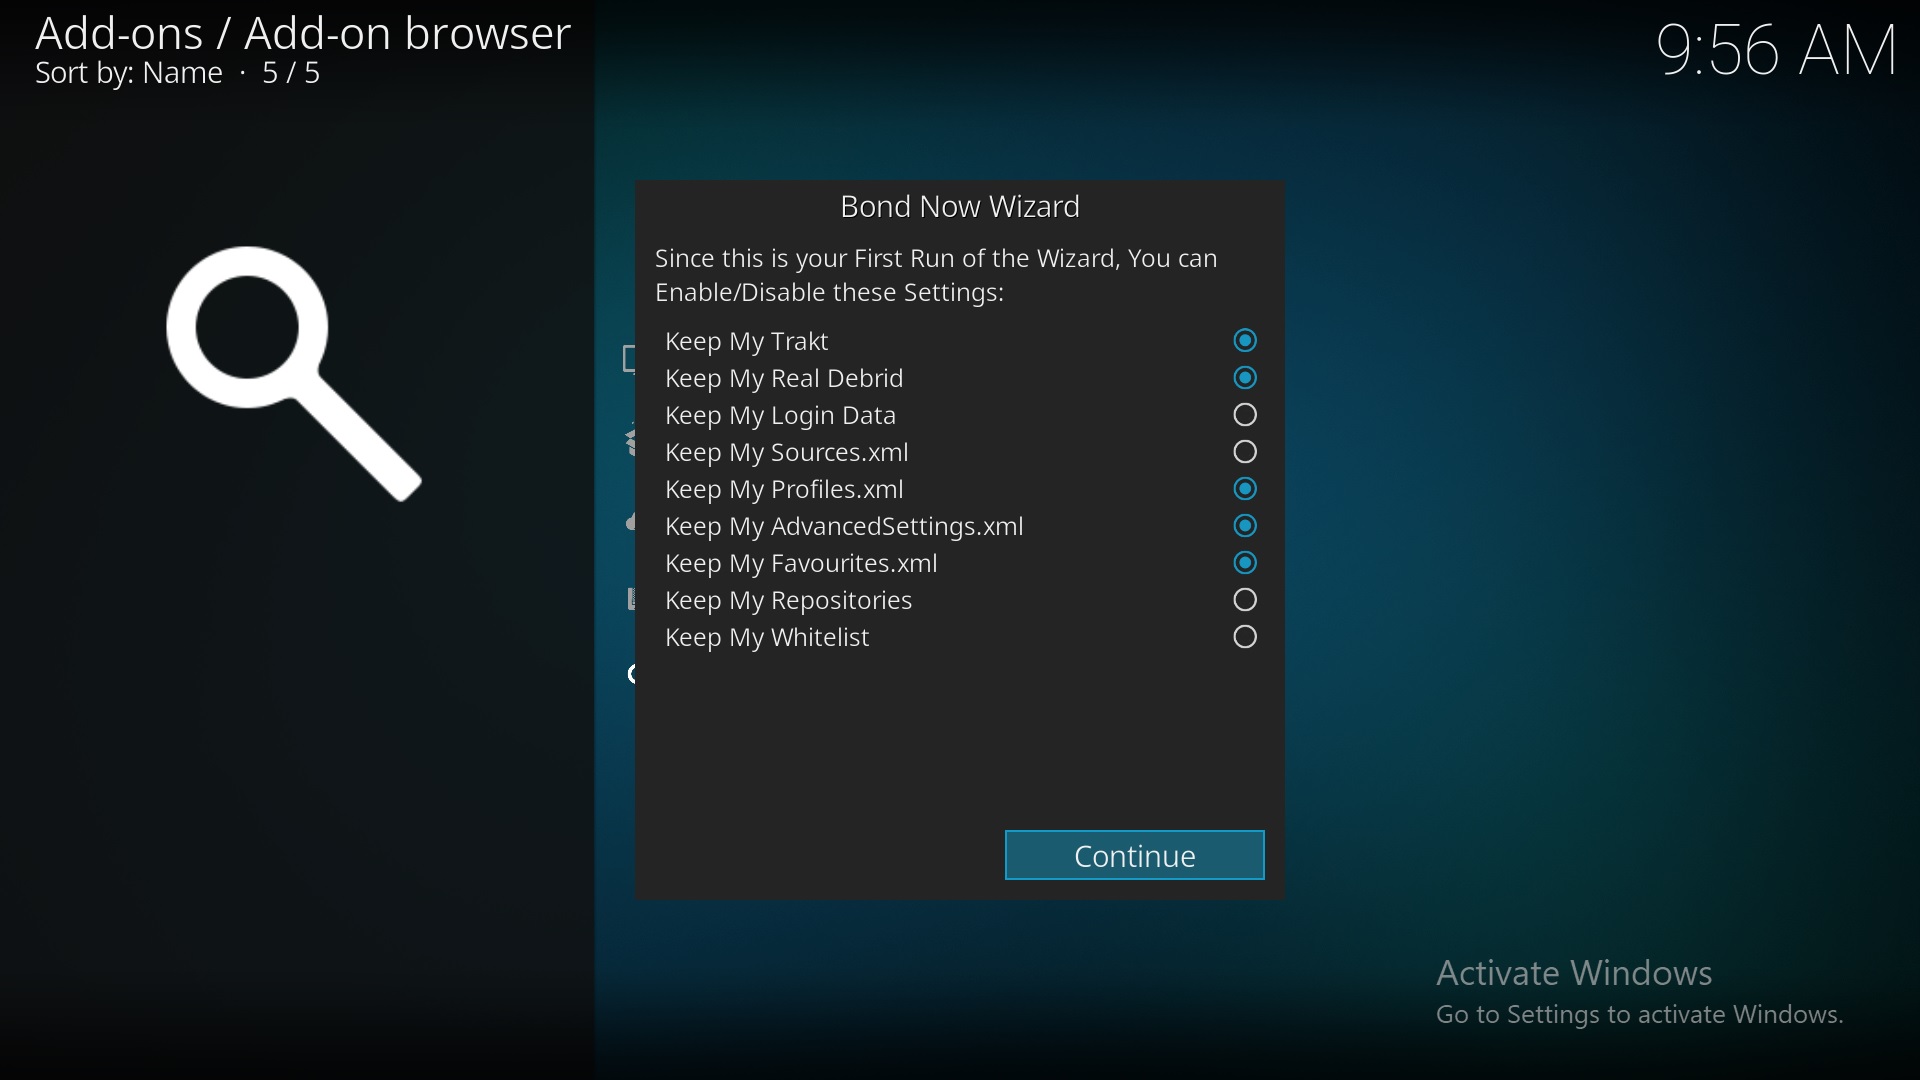 Add-ons / Add-on browser
Sort by: Name · 5 / 5
9:56 AM
Bond Now Wizard
Since this is your First Run of the Wizard, You can
Enable/Disable these Settings:
Keep My Trakt
Keep My Real Debrid
Keep My Login Data
Keep My Sources.xml
Keep My Profiles.xml
Keep My AdvancedSettings.xml
Keep My Favourites.xml
Keep My Repositories
Keep My Whitelist
Continue
Activate Windows
Go to Settings to activate Windows.